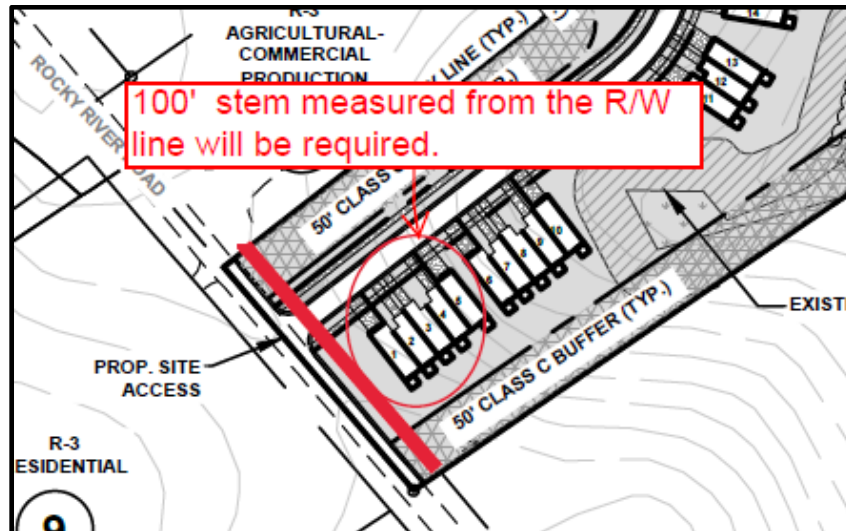 R-3
AGRICULTURAL-
COMMERCIAL
PRODUCTION
LINE (TYP.)
14
13
12
11
ROCKY RIVER ROAD
100' stem measured from the R/W
line will be required.
50' CLASS
10
9
8
7
6
5
4
3
2
1
EXISTI
50' CLASS C BUFFER (TYP.)
PROP. SITE
ACCESS
R-3
ESIDENTIAL
9